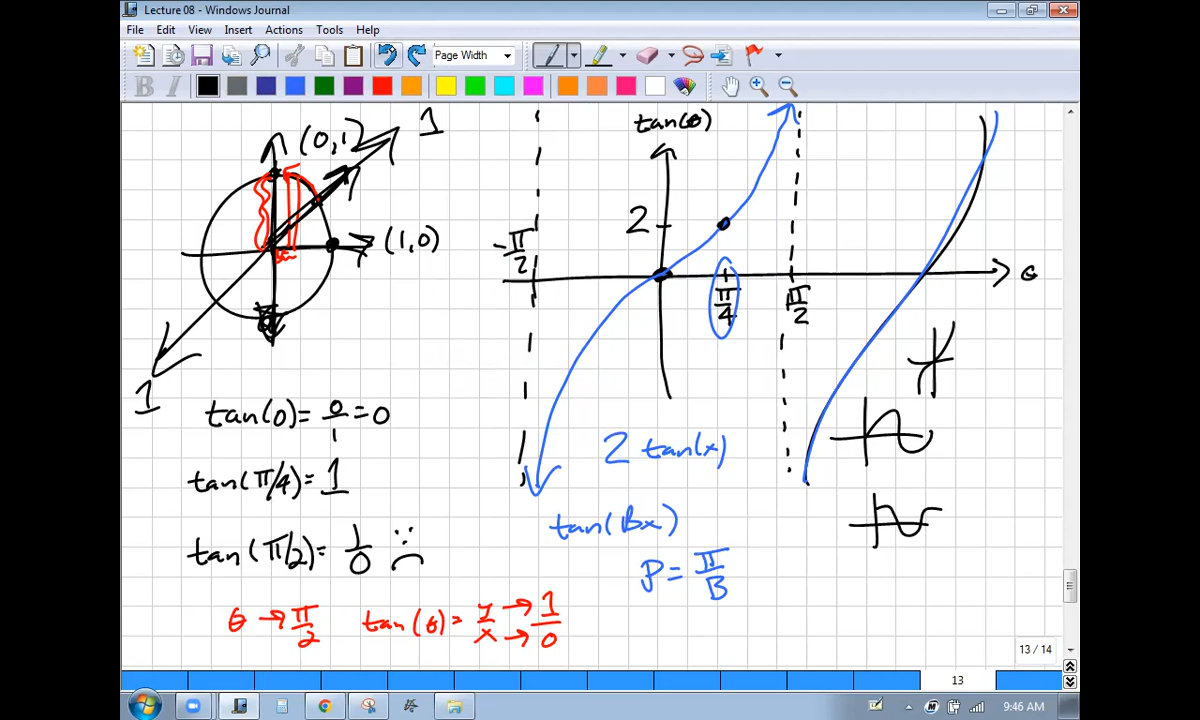 Lecture 08 - Windows Journal
File Edit View Insert Actions Tools Help
Page Width
B I
(0,1)
1
(1,0)
1
tan(θ)
2
-π/2
π/4
π/2
θ
tan(0)= 0/1 =0
tan(π/4)= 1
tan(π/2)= 1/0
θ → π/2 tan(θ)= y/x → 1/0
2 tan(x)
tan(Bx)
P= π/B
13 / 14
13
9:46 AM